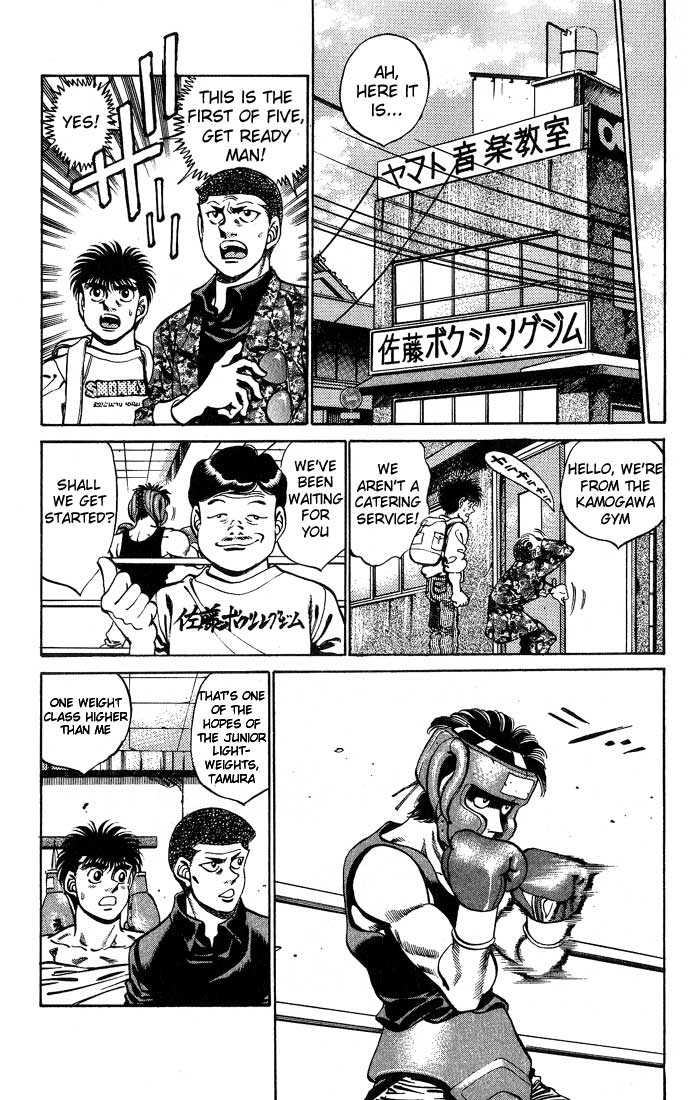 AH,
HERE IT
IS...
ヤマト音楽教室
佐藤ボクシングジム
THIS IS THE
FIRST OF FIVE,
GET READY
MAN!
YES!
HELLO, WE'RE
FROM THE
KAMOGAWA
GYM
WE
AREN'T A
CATERING
SERVICE!
WE'VE
BEEN
WAITING
FOR
YOU
SHALL
WE GET
STARTED?
佐藤ボクシングジム
THAT'S ONE
OF THE
HOPES OF
THE JUNIOR
LIGHT-
WEIGHTS,
TAMURA
ONE WEIGHT
CLASS HIGHER
THAN ME